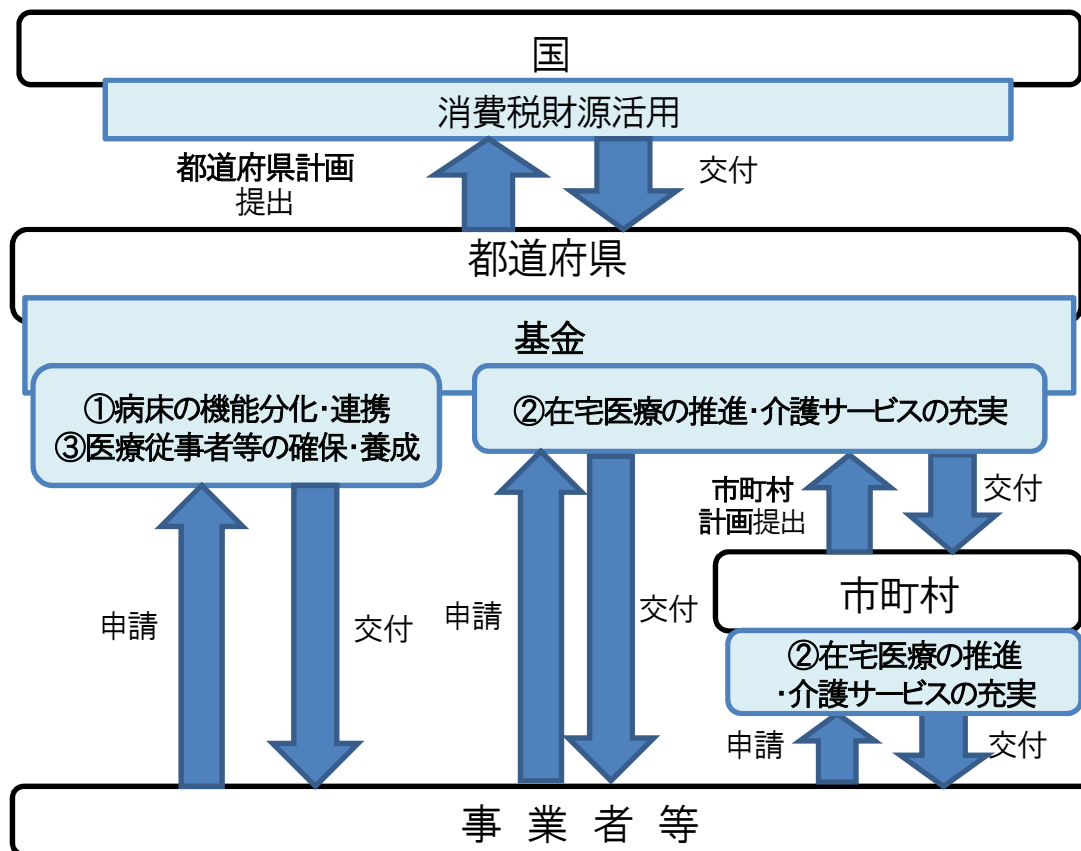 国
消費税財源活用
都道府県計画
提出
交付
都道府県
基金
①病床の機能分化・連携
③医療従事者等の確保・養成
②在宅医療の推進・介護サービスの充実
申請
交付
申請
交付
市町村
計画提出
交付
市町村
②在宅医療の推進
・介護サービスの充実
申請
交付
事 業 者 等